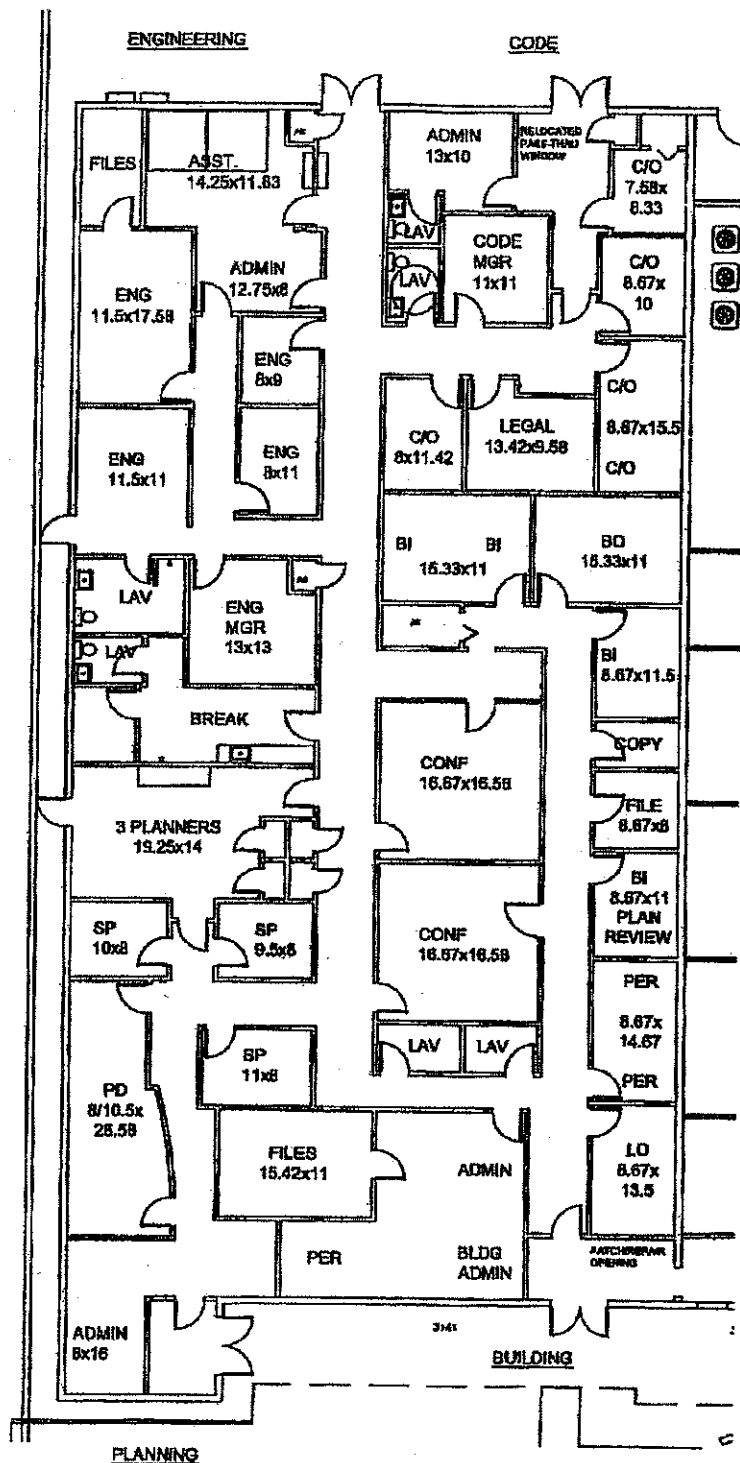 ENGINEERING
CODE
FILES
ASST.
14.25x11.83
ADMIN
13x10
RELOCATED
PASS-THRU
WINDOW
C/O
7.58x
8.33
LAV
LAV
CODE
MGR
11x11
C/O
8.67x
10
ADMIN
12.75x8
ENG
11.5x17.58
ENG
8x9
ENG
8x11
ENG
11.5x11
C/O
8x11.42
LEGAL
13.42x9.58
C/O
8.67x15.5
C/O
BI
BI
15.33x11
BO
15.33x11
LAV
LAV
ENG
MGR
13x13
BI
8.67x11.5
BREAK
COPY
CONF
16.67x16.58
FILE
8.67x8
3 PLANNERS
19.25x14
BI
8.67x11
PLAN
REVIEW
SP
10x8
SP
9.5x8
CONF
16.67x16.58
PER
8.67x
14.67
PER
LAV
LAV
SP
11x8
PD
8/10.5x
28.58
FILES
15.42x11
ADMIN
LO
8.67x
13.5
PER
BLDG
ADMIN
PATCH/REPAIR
OPENING
ADMIN
8x16
BUILDING
PLANNING